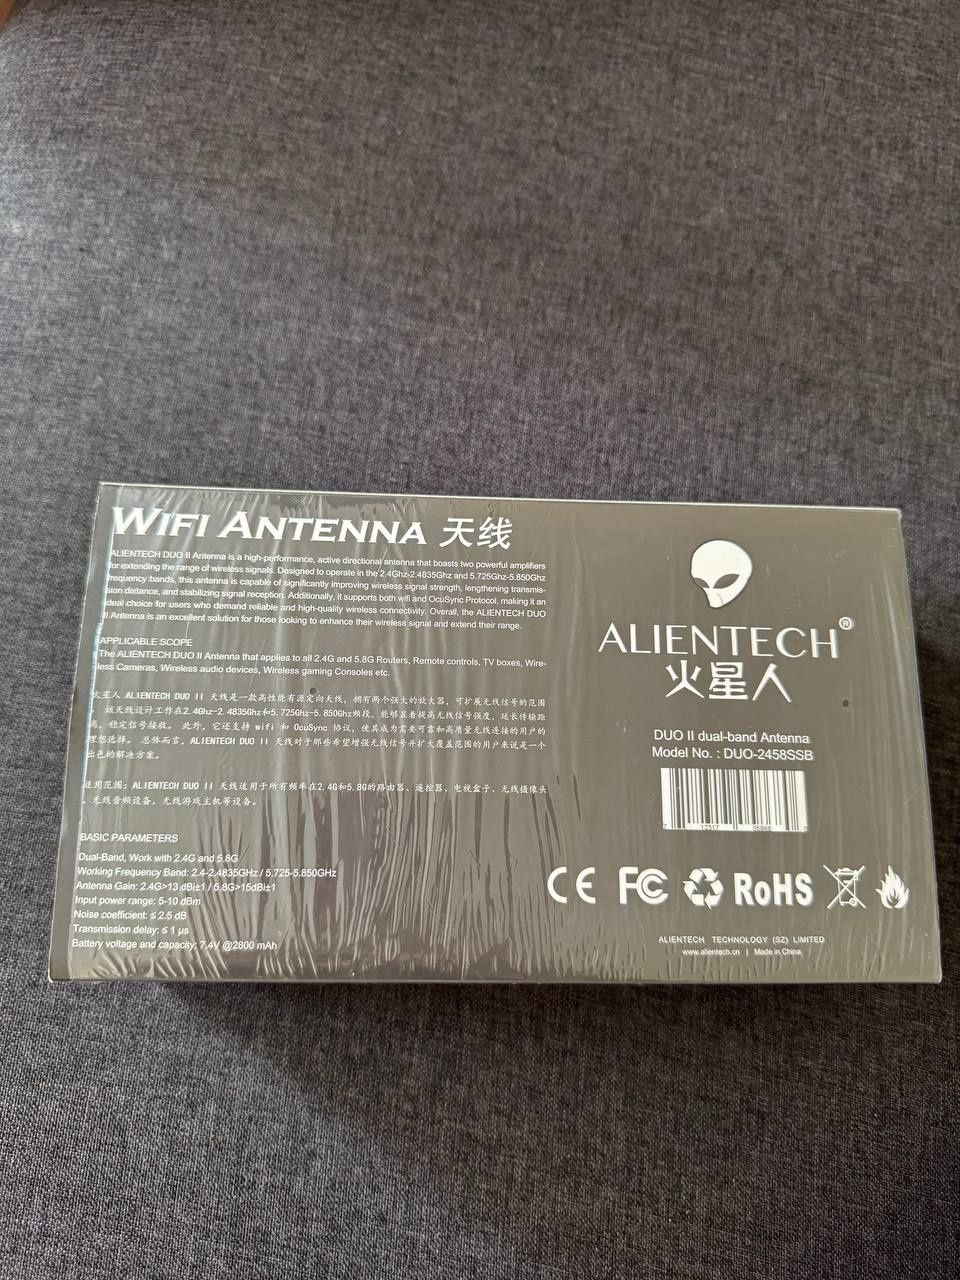 WIFI ANTENNA 天线
ALIENTECH DUO II Antenna is a high-performance, active directional antenna that boasts two powerful amplifiers
for extending the range of wireless signals. Designed to operate in the 2.4Ghz-2.4835Ghz and 5.725Ghz-5.850Ghz
frequency bands, this antenna is capable of significantly improving wireless signal strength, lengthening transmis-
sion distance, and stabilizing signal reception. Additionally, it supports both wifi and OcuSync Protocol, making it an
ideal choice for users who demand reliable and high-quality wireless connectivity. Overall, the ALIENTECH DUO
II Antenna is an excellent solution for those looking to enhance their wireless signal and extend their range.
APPLICABLE SCOPE
The ALIENTECH DUO II Antenna that applies to all 2.4G and 5.8G Routers, Remote controls, TV boxes, Wire-
less Cameras, Wireless audio devices, Wireless gaming Consoles etc.
火星人 ALIENTECH DUO II 天线是一款高性能有源定向天线，拥有两个强大的放大器，可扩展无线信号的范围
该天线设计工作在2.4Ghz-2.4835Ghz和5.725Ghz-5.850Ghz频段，能够显着提高无线信号强度，延长传输距
离，稳定信号接收。 此外，它还支持 wifi 和 OcuSync 协议，使其成为需要可靠和高质量无线连接的用户的
理想选择。 总体而言，ALIENTECH DUO II 天线对于那些希望增强无线信号并扩大覆盖范围的用户来说是一个
出色的解决方案。
适用范围：ALIENTECH DUO II 天线适用于所有频率在2.4G和5.8G的路由器、遥控器、电视盒子、无线摄像头
、无线音频设备、无线游戏主机等设备。
BASIC PARAMETERS
Dual-Band, Work with 2.4G and 5.8G
Working Frequency Band: 2.4-2.4835GHz / 5.725-5.850GHz
Antenna Gain: 2.4G>13 dBi±1 / 5.8G>15dBi±1
Input power range: 5-10 dBm
Noise coefficient: ≤ 2.5 dB
Transmission delay: ≤ 1 μs
Battery voltage and capacity: 7.4V @2800 mAh
ALIENTECH®
火星人
DUO II dual-band Antenna
Model No. : DUO-2458SSB
CE FC RoHS
ALIENTECH TECHNOLOGY (SZ) LIMITED
www.alientech.cn | Made in China